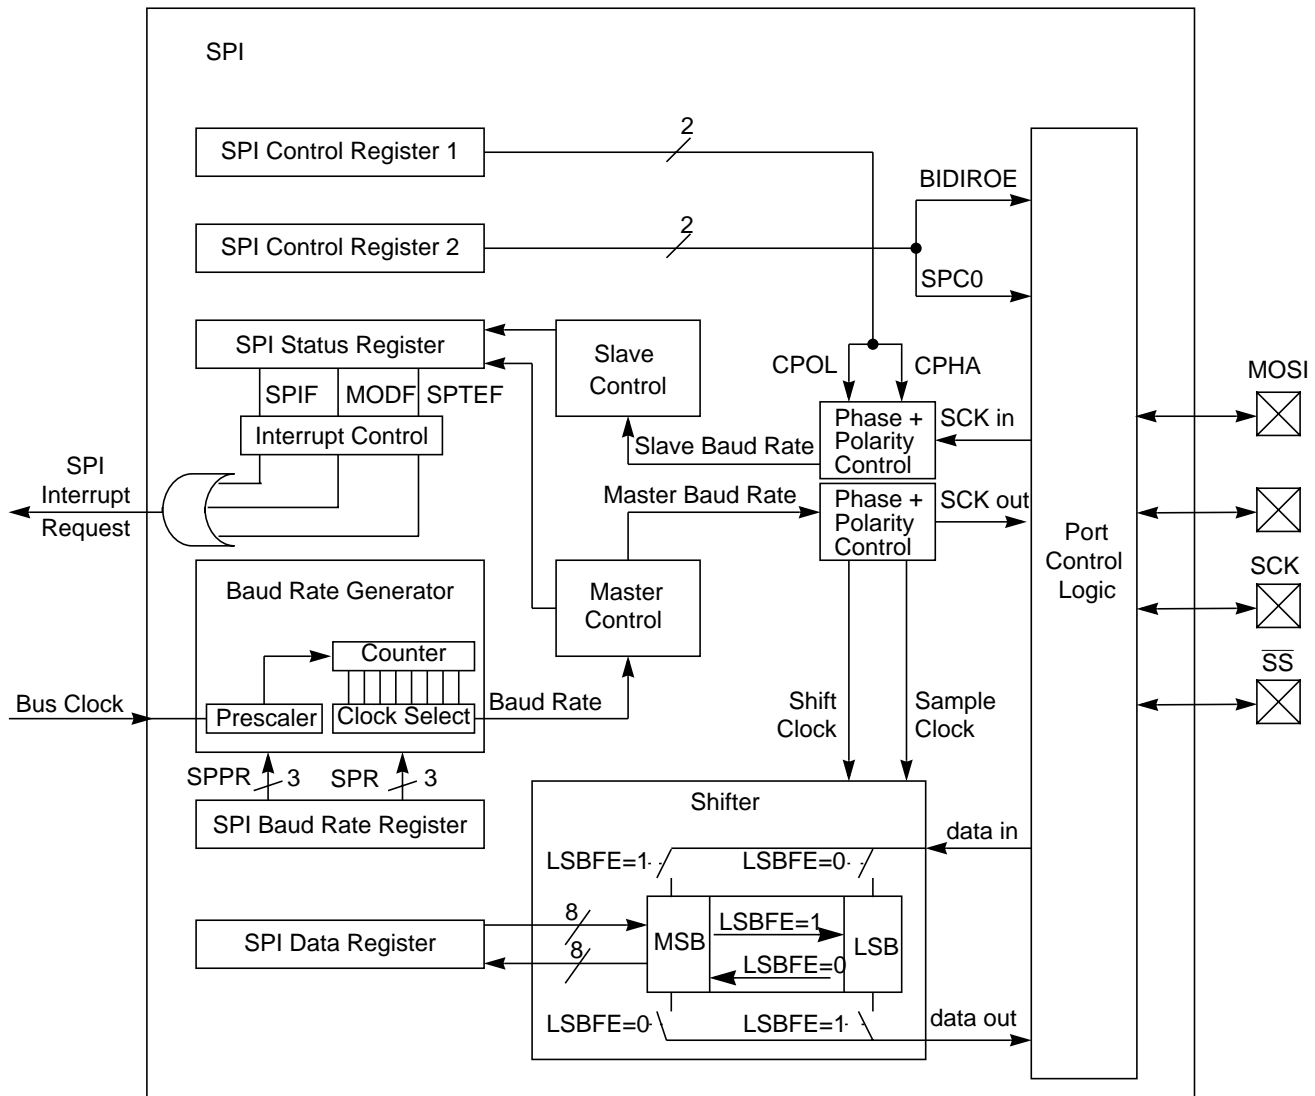 SPI
SPI Control Register 1
2
BIDIROE
SPI Control Register 2
2
SPC0
SPI Status Register
Slave
Control
CPOL
CPHA
MOSI
SPIF
MODF
SPTEF
Interrupt Control
Phase +
Polarity
Control
SCK in
Slave Baud Rate
SPI
Interrupt
Request
Master Baud Rate
Phase +
Polarity
Control
SCK out
Port
Control
Logic
SCK
Baud Rate Generator
Master
Control
Counter
SS
Bus Clock
Prescaler
Clock Select
Baud Rate
Shift
Clock
Sample
Clock
SPPR
3
SPR
3
SPI Baud Rate Register
Shifter
data in
LSBFE=1
LSBFE=0
SPI Data Register
8
8
MSB
LSBFE=1
LSBFE=0
LSB
LSBFE=0
LSBFE=1
data out